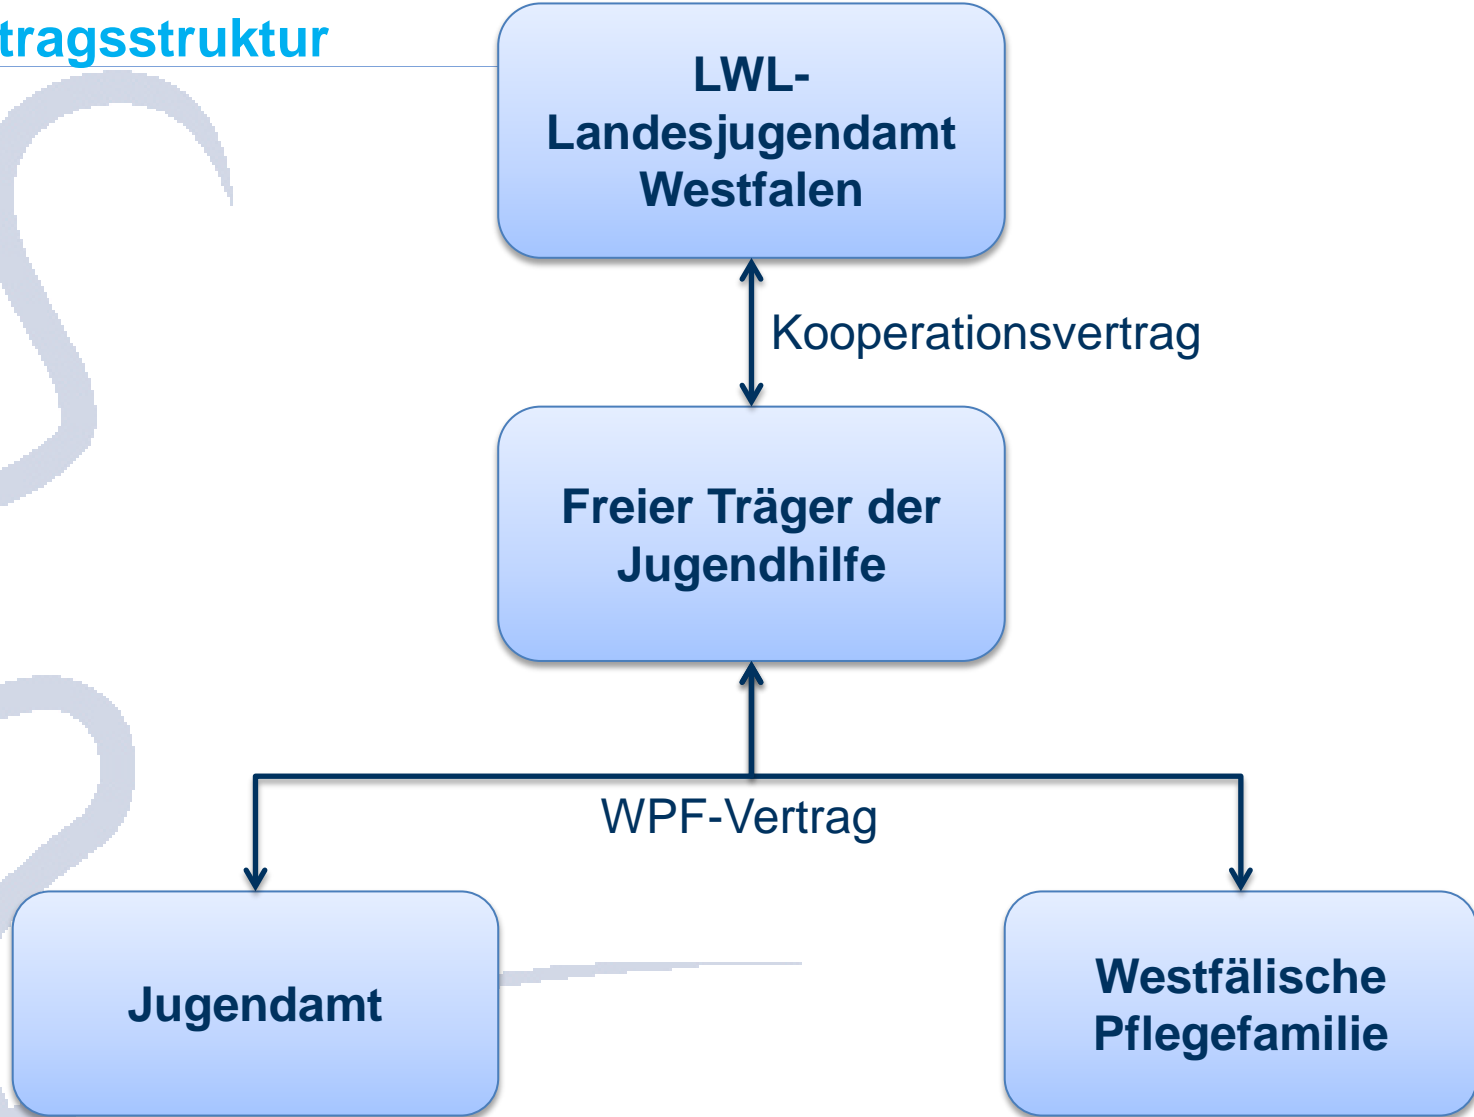 tragsstruktur
LWL-
Landesjugendamt
Westfalen
Kooperationsvertrag
Freier Träger der
Jugendhilfe
WPF-Vertrag
Jugendamt
Westfälische
Pflegefamilie